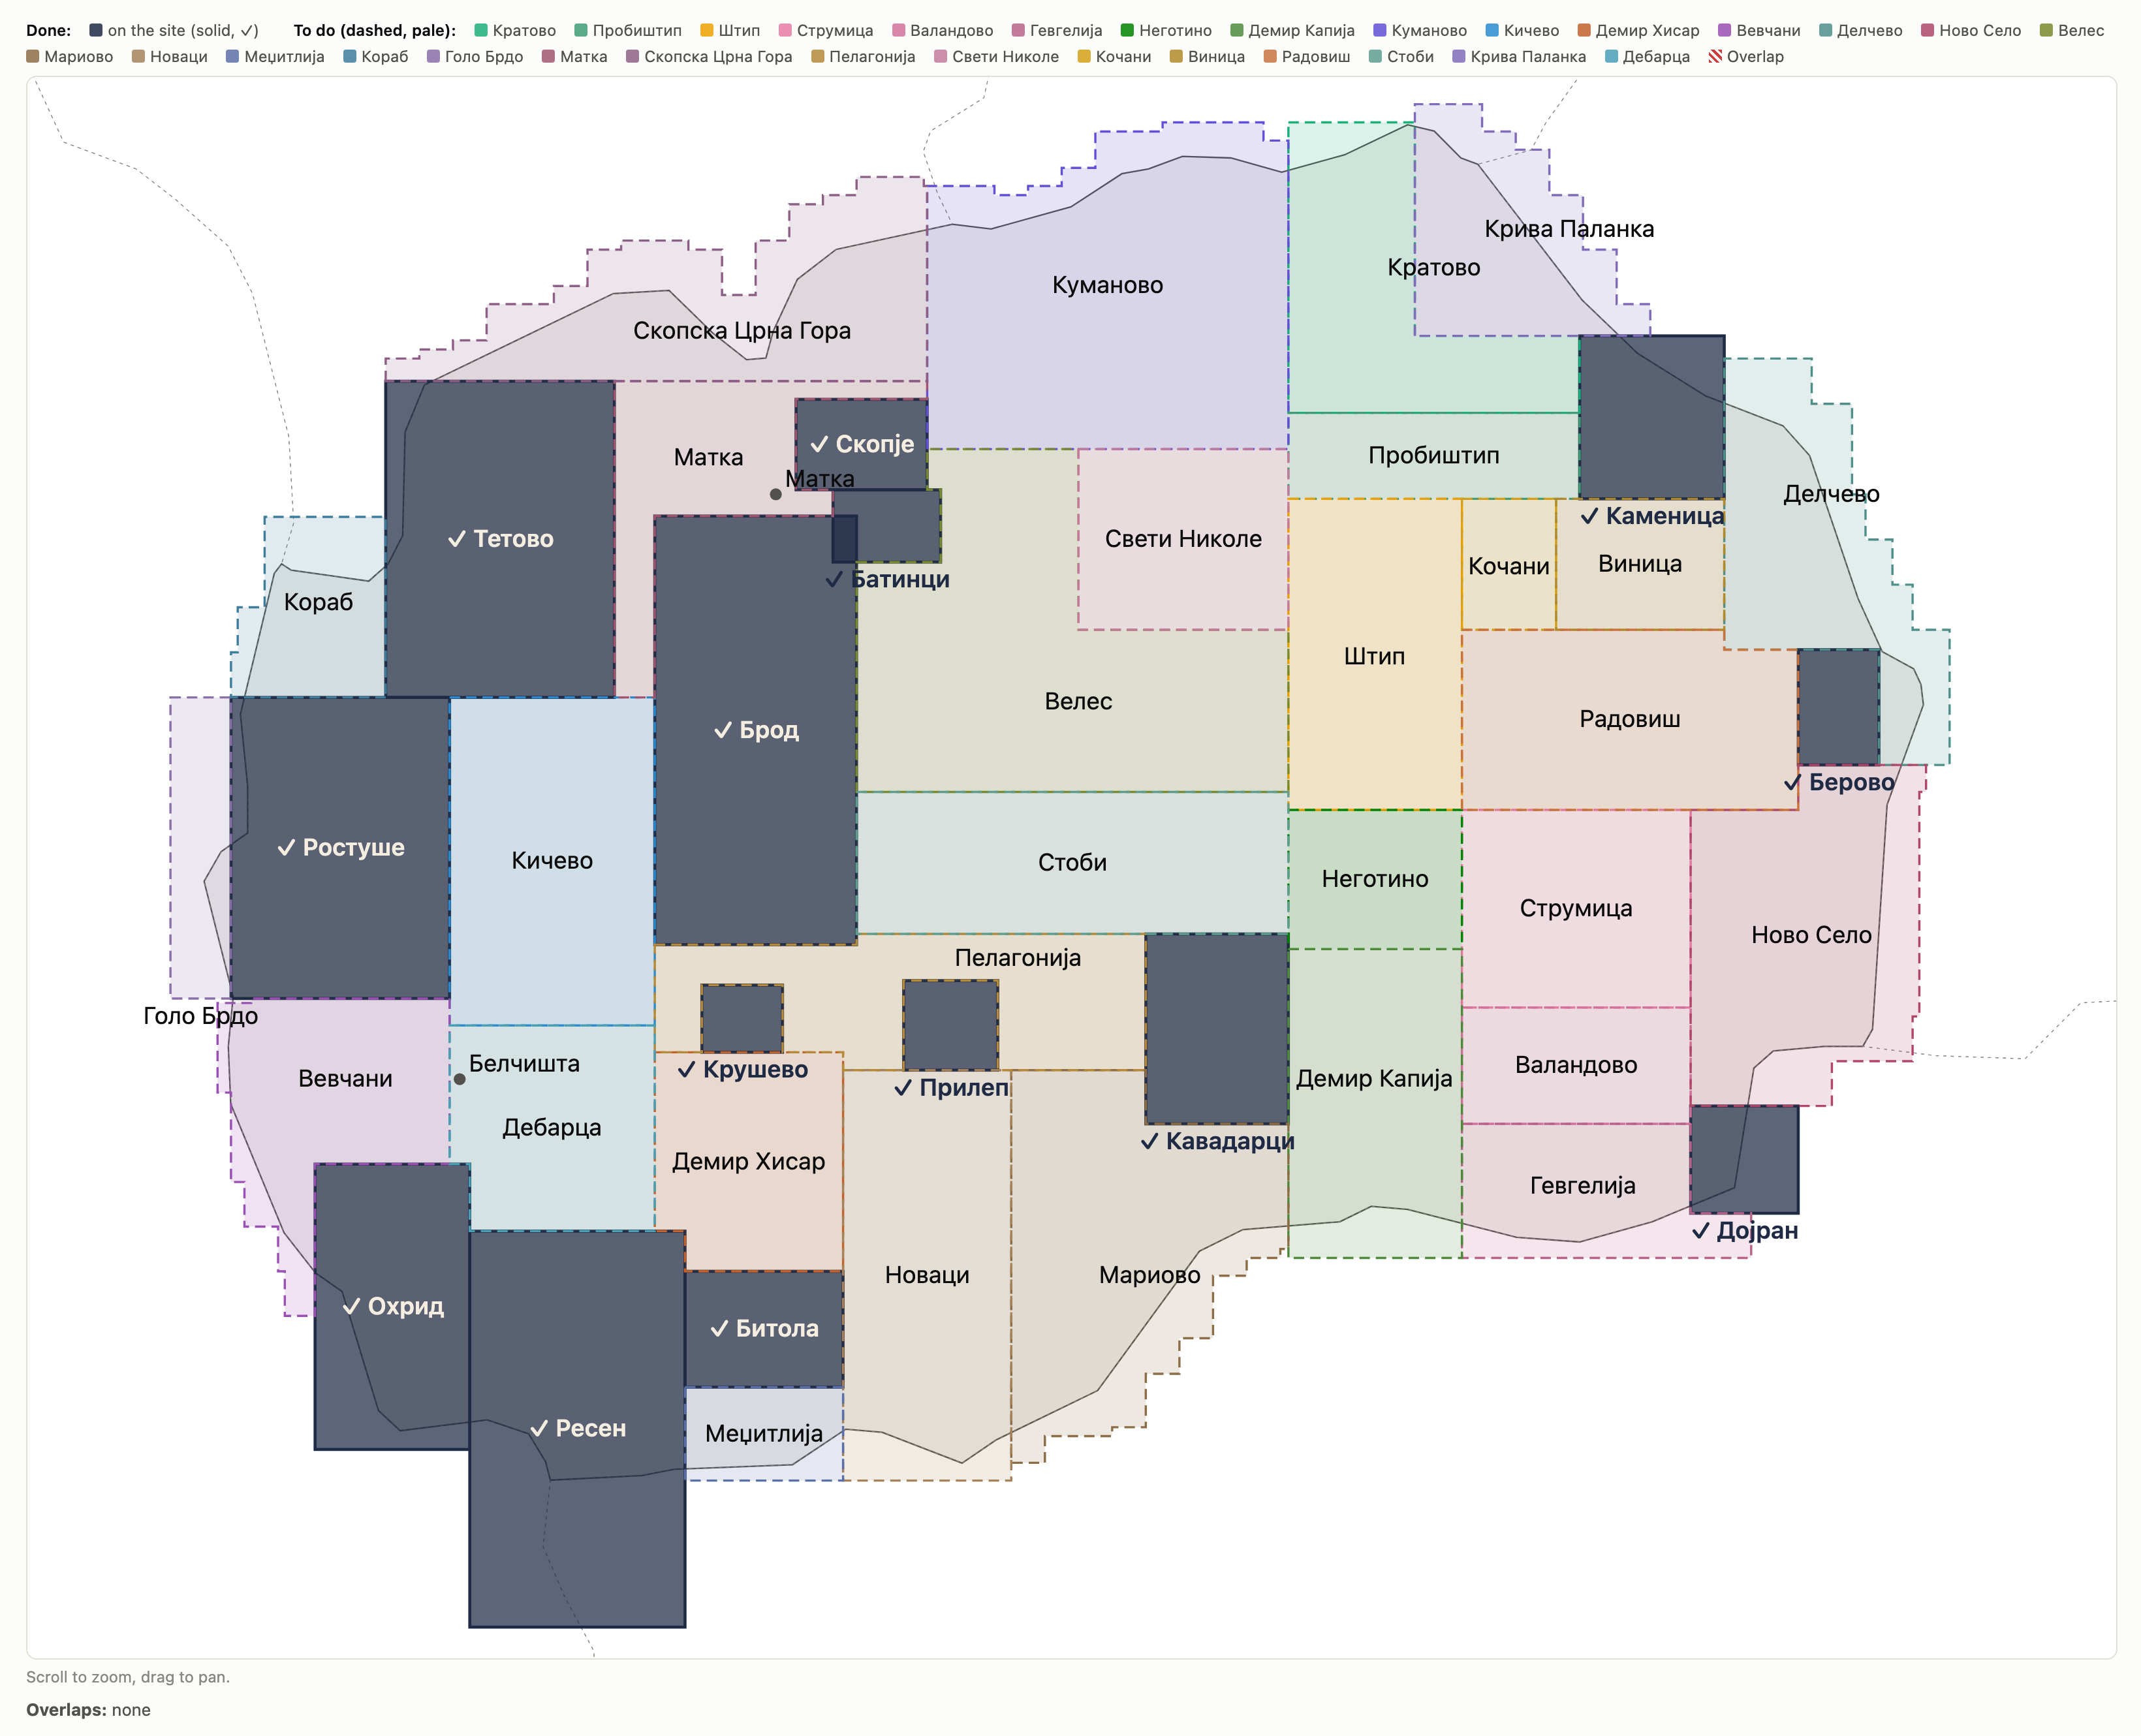 Done: on the site (solid, ✓) To do (dashed, pale): Кратово Пробиштип Штип Струмица Валандово Гевгелија Неготино Демир Капија Куманово Кичево Демир Хисар Вевчани Делчево Ново Село Велес
Мариово Новаци Меџитлија Кораб Голо Брдо Матка Скопска Црна Гора Пелагонија Свети Николе Кочани Виница Радовиш Стоби Крива Паланка Дебарца Overlap
Крива Паланка
Кратово
Куманово
Скопска Црна Гора
✓ Скопје
Матка
Пробиштип
Матка
Делчево
✓ Каменица
✓ Тетово
Свети Николе
Кочани
Виница
✓ Батинци
Кораб
Штип
Велес
Радовиш
✓ Брод
✓ Берово
✓ Ростуше
Кичево
Стоби
Неготино
Струмица
Ново Село
Пелагонија
Голо Брдо
Белчишта
Валандово
✓ Крушево
Вевчани
Демир Капија
✓ Прилеп
Дебарца
✓ Кавадарци
Демир Хисар
Гевгелија
✓ Дојран
Новаци
Мариово
✓ Охрид
✓ Битола
✓ Ресен
Меџитлија
Scroll to zoom, drag to pan.
Overlaps: none